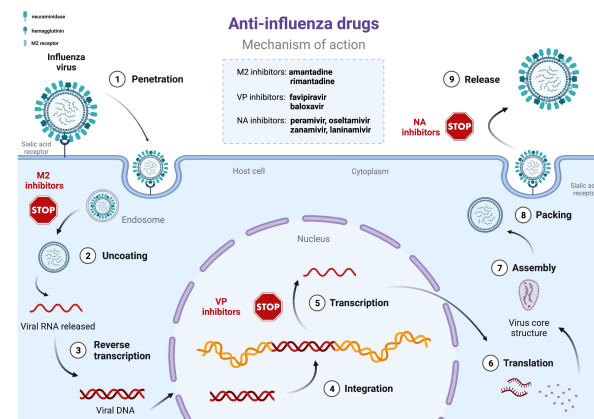 neuraminidase
hemagglutinin
M2 receptor
Anti-influenza drugs
Mechanism of action
Influenza
virus
1 Penetration
M2 inhibitors: amantadine
rimantadine
VP inhibitors: favipiravir
baloxavir
NA inhibitors: peramivir, oseltamivir
zanamivir, laninamivir
9 Release
NA
inhibitors
STOP
Sialic acid
receptor
M2
inhibitors
STOP
Host cell
Cytoplasm
Sialic
receptor
Endosome
8 Packing
2 Uncoating
Nucleus
7 Assembly
Virus core
structure
VP
inhibitors
STOP
5 Transcription
Viral RNA released
3 Reverse
transcription
6 Translation
4 Integration
Viral DNA